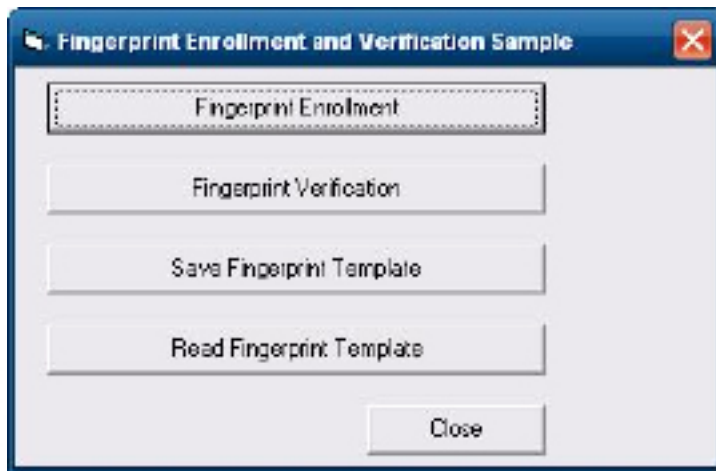 Fingerprint Enrollment and Verification Sample
Fingerprint Enrollment
Fingerprint Verification
Save Fingerprint Template
Read Fingerprint Template
Close